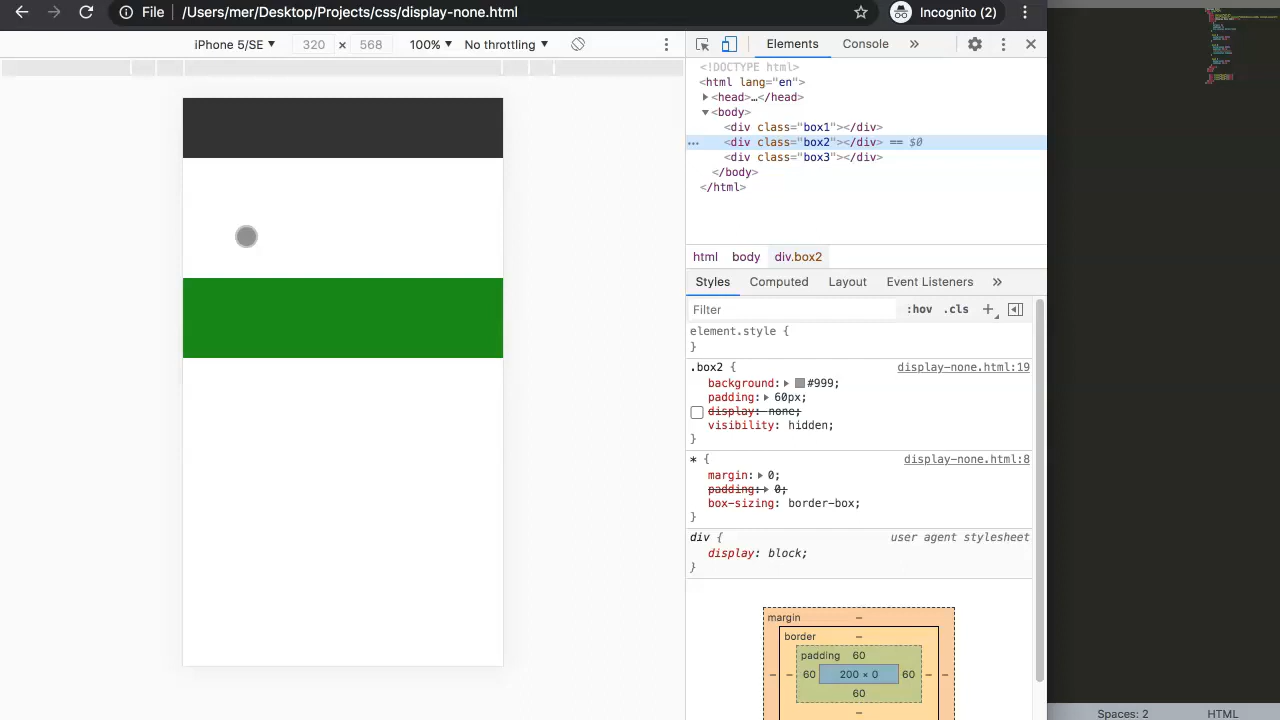 File /Users/mer/Desktop/Projects/css/display-none.html Incognito (2)
iPhone 5/SE ▼ 320 × 568 100% ▼ No throttling ▼
Elements Console »
<!DOCTYPE html>
<html lang="en">
<head>…</head>
<body>
<div class="box1"></div>
<div class="box2"></div> == $0
<div class="box3"></div>
</body>
</html>
html body div.box2
Styles Computed Layout Event Listeners »
Filter :hov .cls +
element.style {
}
.box2 { display-none.html:19
background: #999;
padding: 60px;
display: none;
visibility: hidden;
}
* { display-none.html:8
margin: 0;
padding: 0;
box-sizing: border-box;
}
div { user agent stylesheet
display: block;
}
margin –
border –
padding 60
– – 60 200 × 0 60 – –
60
–
Spaces: 2 HTML